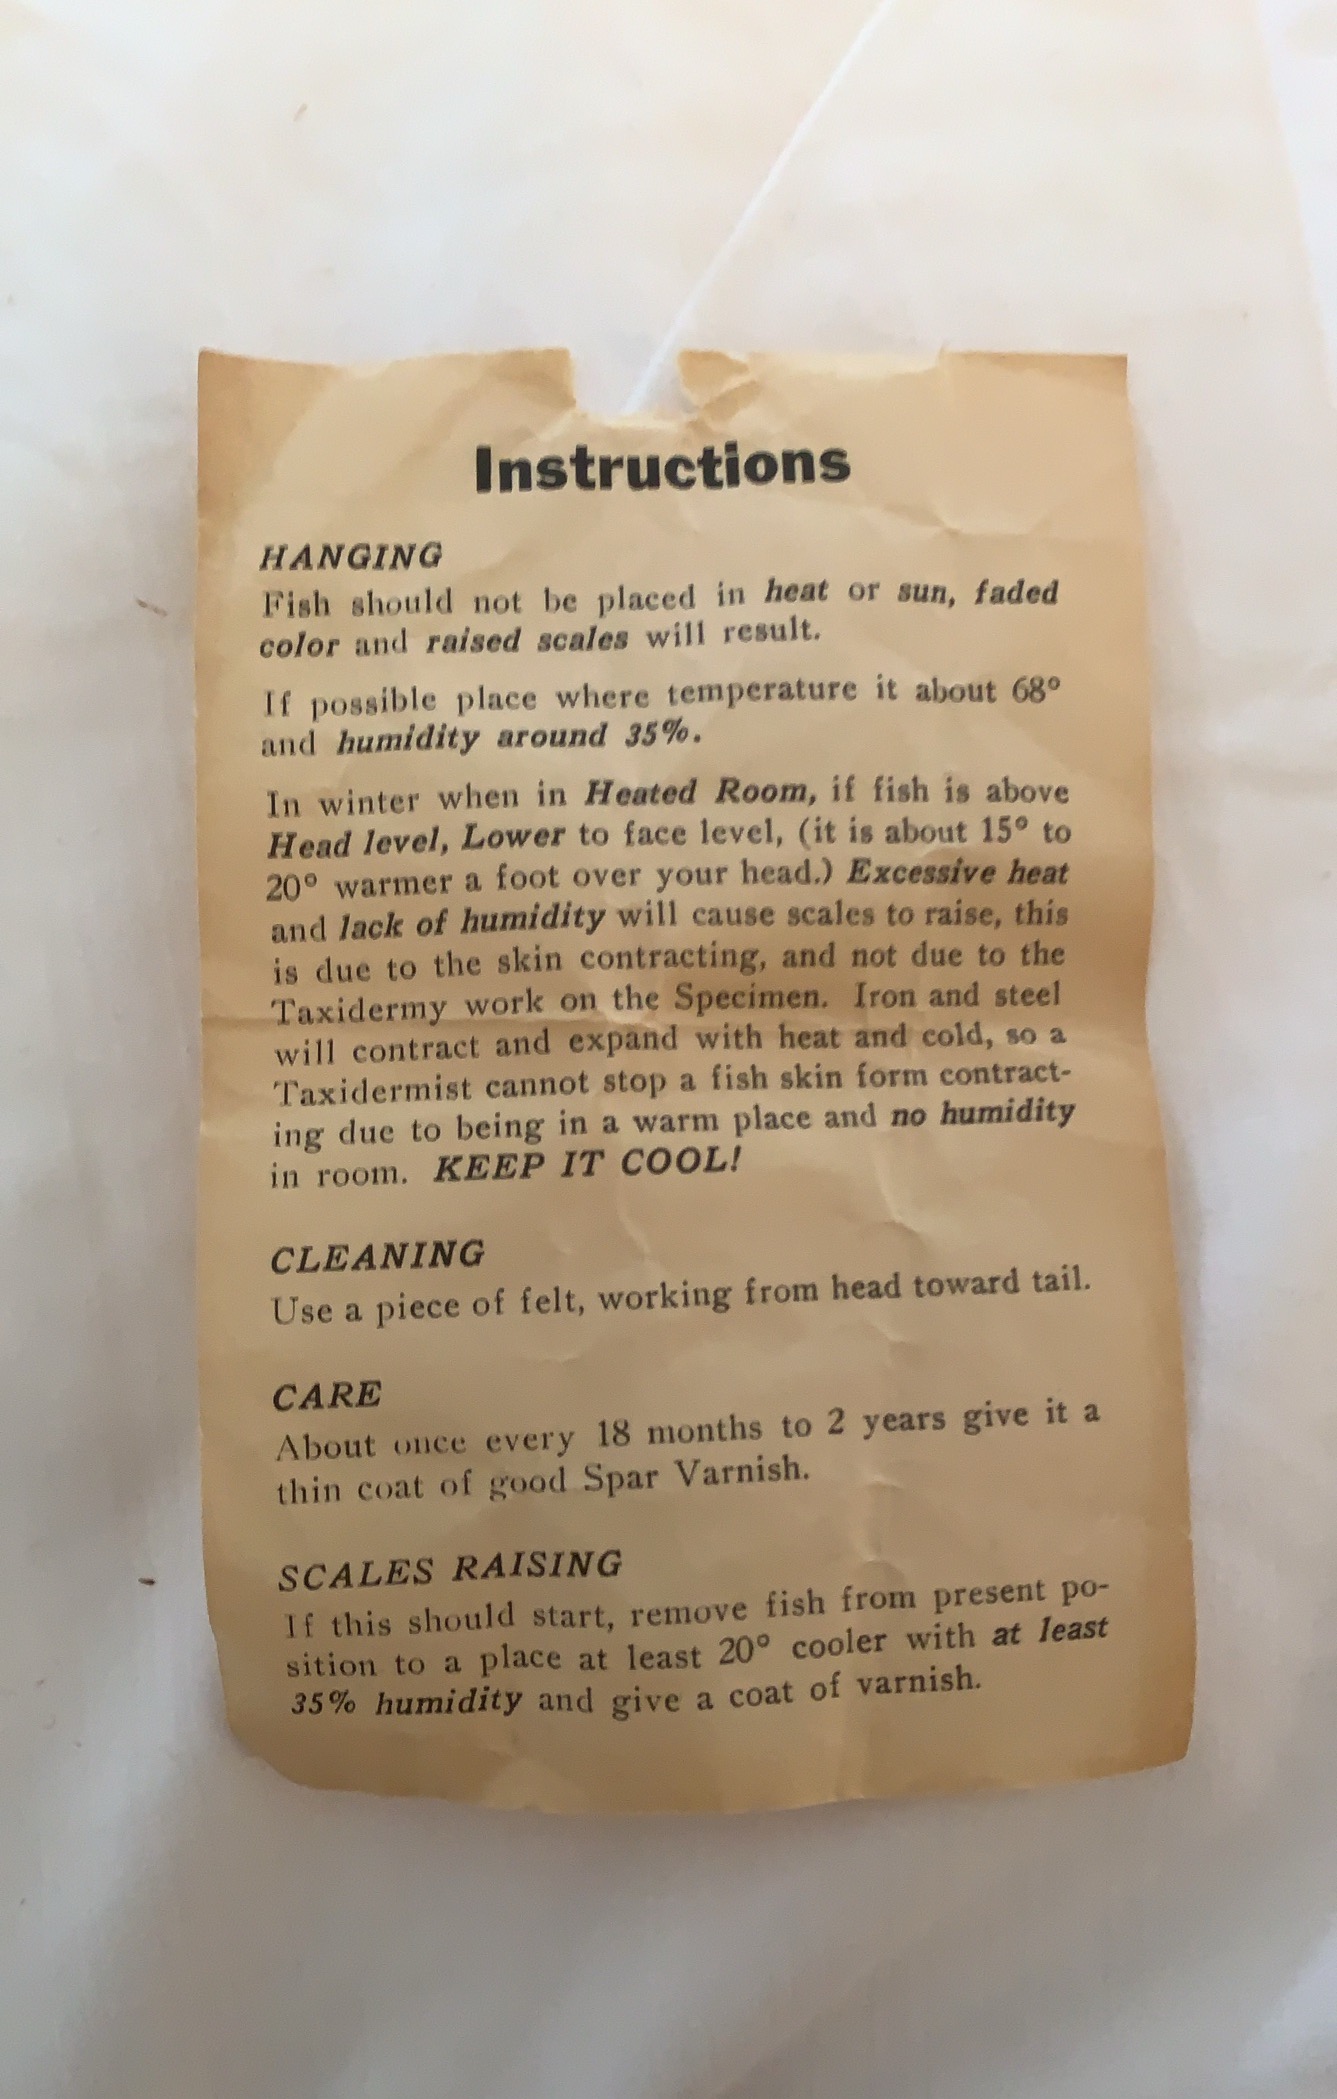 Instructions
HANGING
Fish should not be placed in heat or sun, faded
color and raised scales will result.
If possible place where temperature it about 68°
and humidity around 35%.
In winter when in Heated Room, if fish is above
Head level, Lower to face level, (it is about 15° to
20° warmer a foot over your head.) Excessive heat
and lack of humidity will cause scales to raise, this
is due to the skin contracting, and not due to the
Taxidermy work on the Specimen. Iron and steel
will contract and expand with heat and cold, so a
Taxidermist cannot stop a fish skin form contract-
ing due to being in a warm place and no humidity
in room. KEEP IT COOL!
CLEANING
Use a piece of felt, working from head toward tail.
CARE
About once every 18 months to 2 years give it a
thin coat of good Spar Varnish.
SCALES RAISING
If this should start, remove fish from present po-
sition to a place at least 20° cooler with at least
35% humidity and give a coat of varnish.